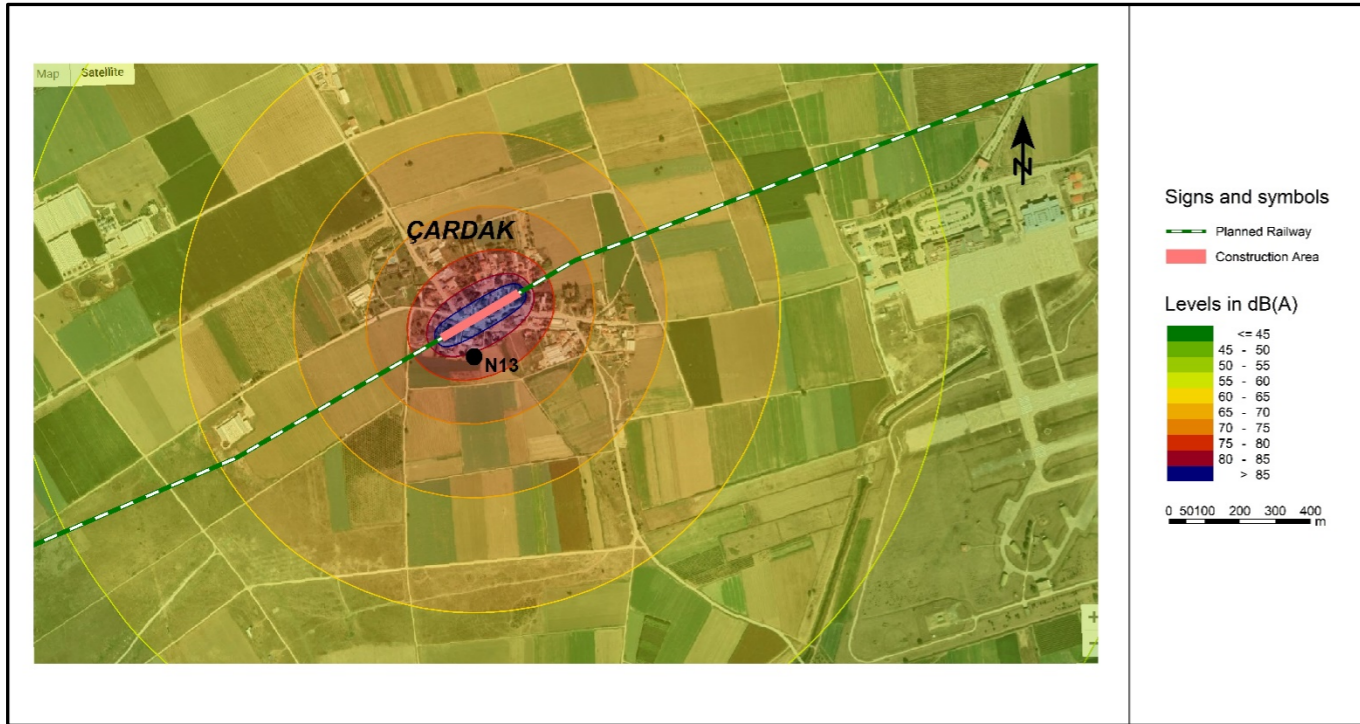 Map Satellite
ÇARDAK
N13
N
+
−
Signs and symbols
Planned Railway
Construction Area
Levels in dB(A)
<= 45
45 - 50
50 - 55
55 - 60
60 - 65
65 - 70
70 - 75
75 - 80
80 - 85
> 85
0 50100 200 300 400
m